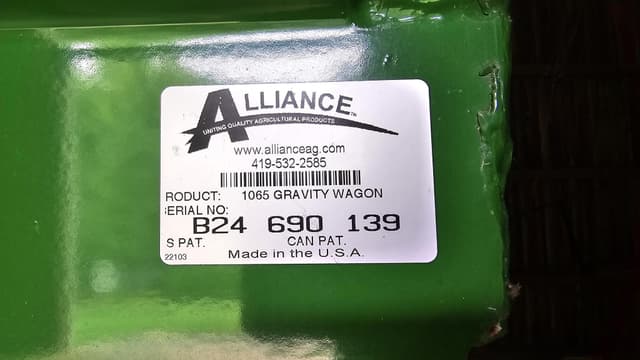 ALLIANCE™
UNITING QUALITY AGRICULTURAL PRODUCTS
www.allianceag.com
419-532-2585
RODUCT: 1065 GRAVITY WAGON
ERIAL NO:
B24 690 139
S PAT. CAN PAT.
22103 Made in the U.S.A.